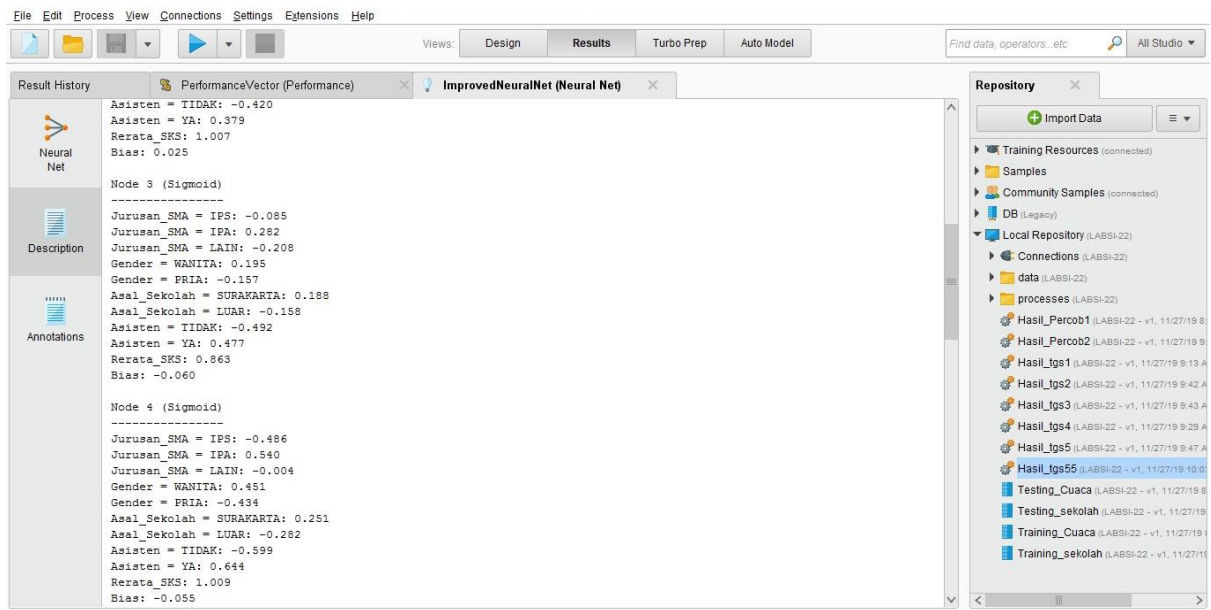 File Edit Process View Connections Settings Extensions Help
Views: Design Results Turbo Prep Auto Model
Find data, operators...etc All Studio
Result History PerformanceVector (Performance) ImprovedNeuralNet (Neural Net)
Neural
Net
Description
Annotations
Asisten = TIDAK: -0.420
Asisten = YA: 0.379
Rerata_SKS: 1.007
Bias: 0.025
Node 3 (Sigmoid)
----------------
Jurusan_SMA = IPS: -0.085
Jurusan_SMA = IPA: 0.282
Jurusan_SMA = LAIN: -0.208
Gender = WANITA: 0.195
Gender = PRIA: -0.157
Asal_Sekolah = SURAKARTA: 0.188
Asal_Sekolah = LUAR: -0.158
Asisten = TIDAK: -0.492
Asisten = YA: 0.477
Rerata_SKS: 0.863
Bias: -0.060
Node 4 (Sigmoid)
----------------
Jurusan_SMA = IPS: -0.486
Jurusan_SMA = IPA: 0.540
Jurusan_SMA = LAIN: -0.004
Gender = WANITA: 0.451
Gender = PRIA: -0.434
Asal_Sekolah = SURAKARTA: 0.251
Asal_Sekolah = LUAR: -0.282
Asisten = TIDAK: -0.599
Asisten = YA: 0.644
Rerata_SKS: 1.009
Bias: -0.055
Repository
Import Data
Training Resources (connected)
Samples
Community Samples (connected)
DB (Legacy)
Local Repository (LABSI-22)
Connections (LABSI-22)
data (LABSI-22)
processes (LABSI-22)
Hasil_Percob1 (LABSI-22 - v1, 11/27/19 8:
Hasil_Percob2 (LABSI-22 - v1, 11/27/19 9:
Hasil_tgs1 (LABSI-22 - v1, 11/27/19 9:13 A
Hasil_tgs2 (LABSI-22 - v1, 11/27/19 9:42 A
Hasil_tgs3 (LABSI-22 - v1, 11/27/19 9:43 A
Hasil_tgs4 (LABSI-22 - v1, 11/27/19 9:29 A
Hasil_tgs5 (LABSI-22 - v1, 11/27/19 9:47 A
Hasil_tgs55 (LABSI-22 - v1, 11/27/19 10:0
Testing_Cuaca (LABSI-22 - v1, 11/27/19 8
Testing_sekolah (LABSI-22 - v1, 11/27/19
Training_Cuaca (LABSI-22 - v1, 11/27/19
Training_sekolah (LABSI-22 - v1, 11/27/19